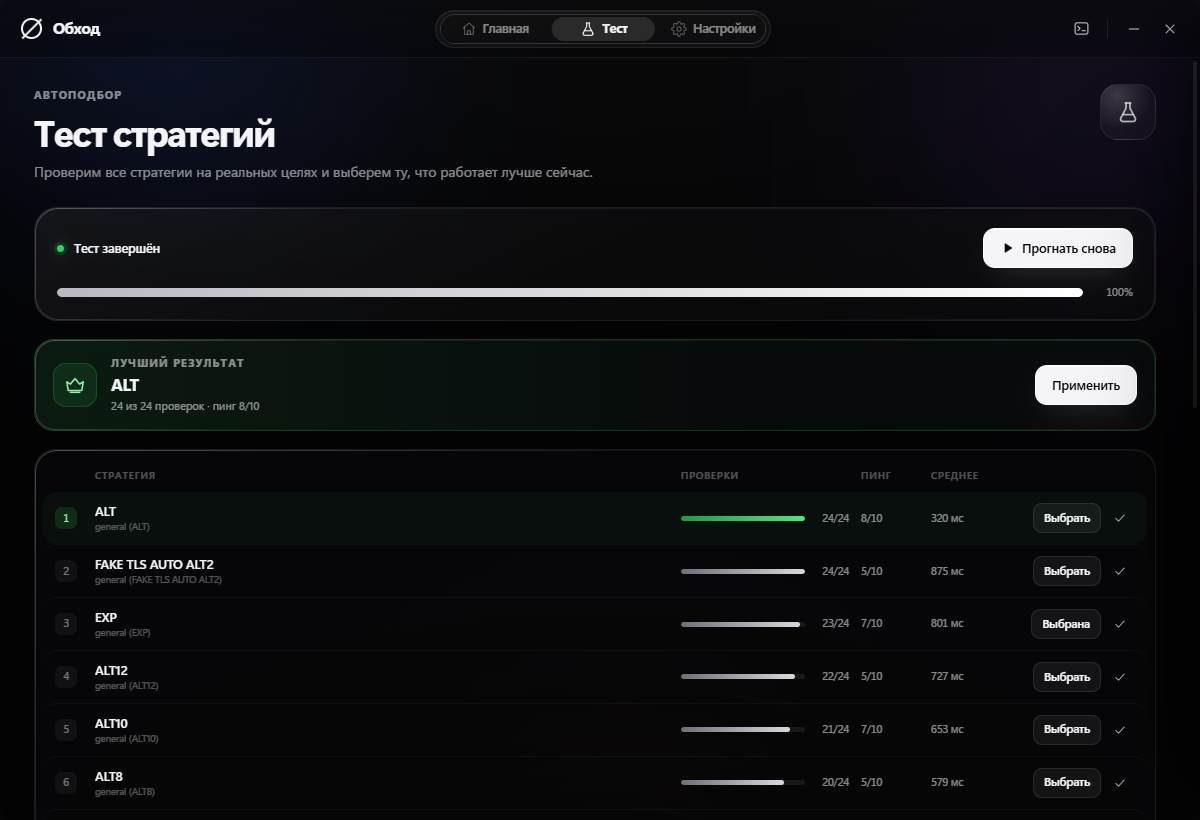 Обход
Главная
Тест
Настройки
АВТОПОДБОР
Тест стратегий
Проверим все стратегии на реальных целях и выберем ту, что работает лучше сейчас.
Тест завершён
Прогнать снова
100%
ЛУЧШИЙ РЕЗУЛЬТАТ
ALT
24 из 24 проверок · пинг 8/10
Применить
СТРАТЕГИЯ ПРОВЕРКИ ПИНГ СРЕДНЕЕ
1 ALT 24/24 8/10 320 мс Выбрать
general (ALT)
2 FAKE TLS AUTO ALT2 24/24 5/10 875 мс Выбрать
general (FAKE TLS AUTO ALT2)
3 EXP 23/24 7/10 801 мс Выбрана
general (EXP)
4 ALT12 22/24 5/10 727 мс Выбрать
general (ALT12)
5 ALT10 21/24 7/10 653 мс Выбрать
general (ALT10)
6 ALT8 20/24 5/10 579 мс Выбрать
general (ALT8)